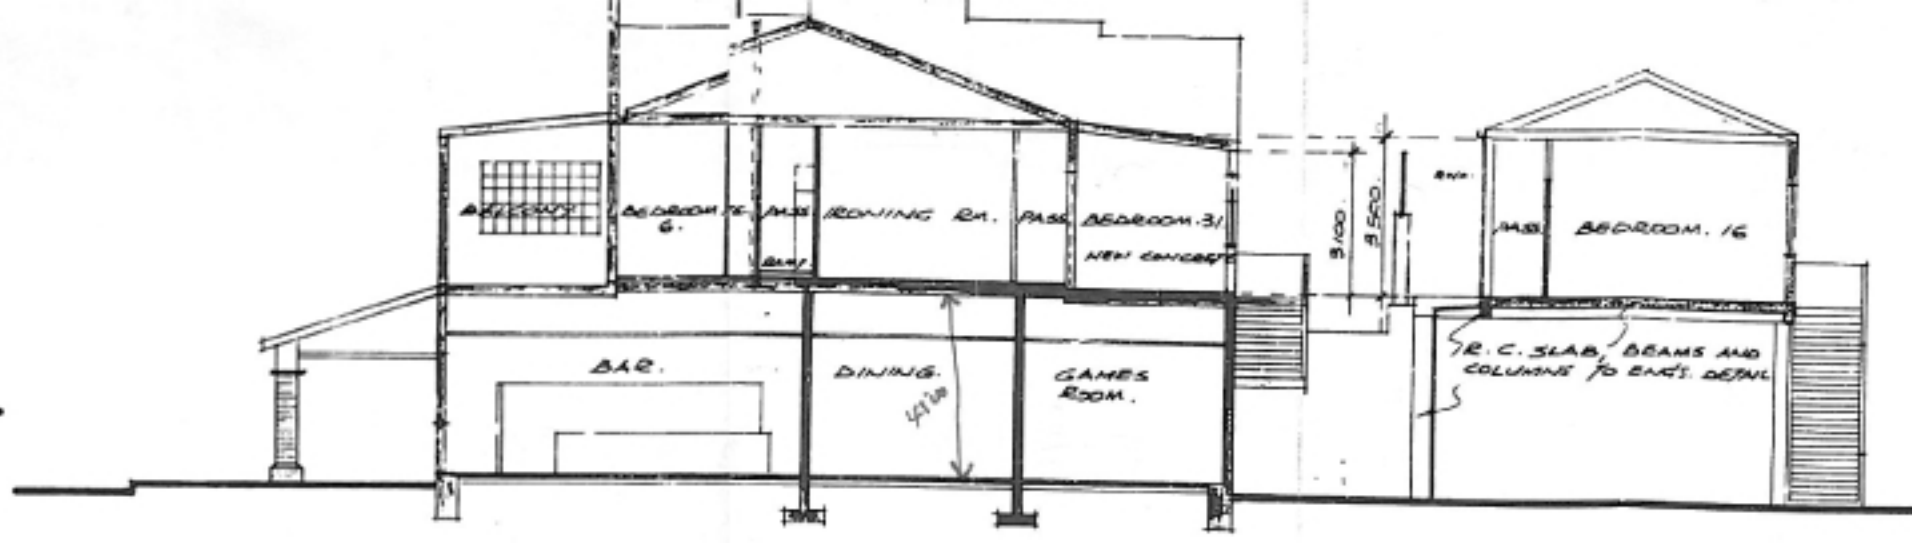 BALCONY
BEDROOM
6.
PASS
IRONING RM.
PASS
BEDROOM.31
NEW CONCRETE
3100.
3500.
PASS
BEDROOM. 16
BAR.
DINING.
GAMES
ROOM.
R.C. SLAB, BEAMS AND
COLUMNS TO ENG'S. DETAIL